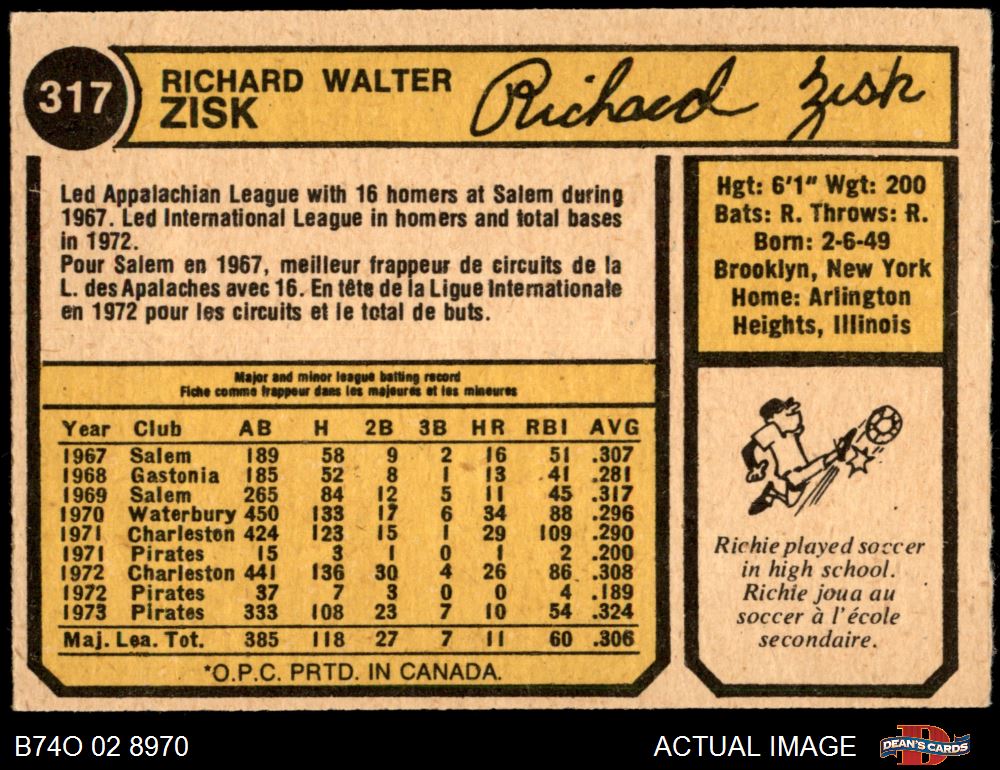 317
RICHARD WALTER
ZISK
Richard Zisk
Led Appalachian League with 16 homers at Salem during
1967. Led International League in homers and total bases
in 1972.
Pour Salem en 1967, meilleur frappeur de circuits de la
L. des Apalaches avec 16. En tête de la Ligue Internationale
en 1972 pour les circuits et le total de buts.
Hgt: 6'1" Wgt: 200
Bats: R. Throws: R.
Born: 2-6-49
Brooklyn, New York
Home: Arlington
Heights, Illinois
Major and minor league batting record
Fiche comme frappeur dans les majeures et les mineures
Year Club AB H 2B 3B HR RBI AVG
1967 Salem 189 58 9 2 16 51 .307
1968 Gastonia 185 52 8 1 13 41 .281
1969 Salem 265 84 12 5 11 45 .317
1970 Waterbury 450 133 17 6 34 88 .296
1971 Charleston 424 123 15 1 29 109 .290
1971 Pirates 15 3 1 0 1 2 .200
1972 Charleston 441 136 30 4 26 86 .308
1972 Pirates 37 7 3 0 0 4 .189
1973 Pirates 333 108 23 7 10 54 .324
Maj. Lea. Tot. 385 118 27 7 11 60 .306
*O.P.C. PRTD. IN CANADA.
Richie played soccer
in high school.
Richie joua au
soccer à l'école
secondaire.
B74O 02 8970
ACTUAL IMAGE
D
DEAN'S CARDS